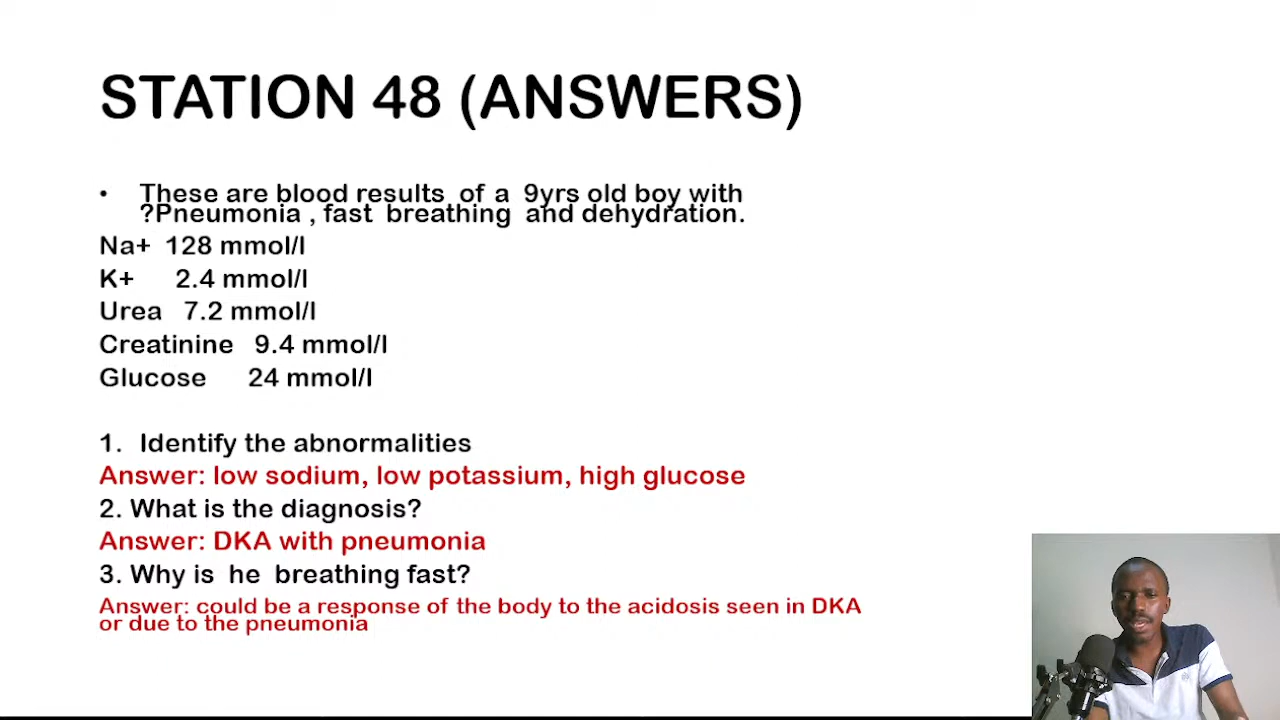 STATION 48 (ANSWERS)
• These are blood results of a 9yrs old boy with
?Pneumonia , fast breathing and dehydration.
Na+ 128 mmol/l
K+ 2.4 mmol/l
Urea 7.2 mmol/l
Creatinine 9.4 mmol/l
Glucose 24 mmol/l
1. Identify the abnormalities
Answer: low sodium, low potassium, high glucose
2. What is the diagnosis?
Answer: DKA with pneumonia
3. Why is he breathing fast?
Answer: could be a response of the body to the acidosis seen in DKA
or due to the pneumonia